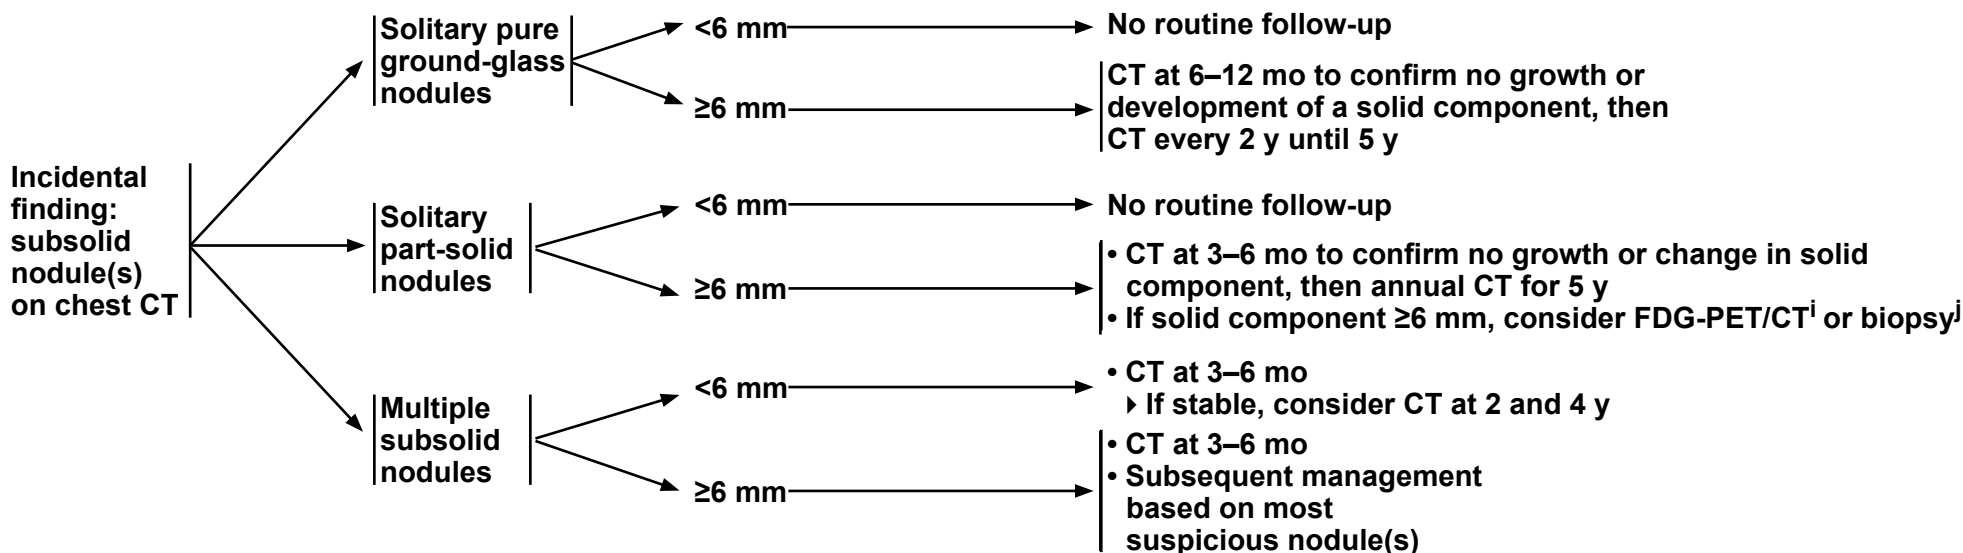 Incidental
finding:
subsolid
nodule(s)
on chest CT
Solitary pure
ground-glass
nodules
<6 mm
No routine follow-up
≥6 mm
CT at 6–12 mo to confirm no growth or
development of a solid component, then
CT every 2 y until 5 y
Solitary
part-solid
nodules
<6 mm
No routine follow-up
≥6 mm
• CT at 3–6 mo to confirm no growth or change in solid
component, then annual CT for 5 y
• If solid component ≥6 mm, consider FDG-PET/CTⁱ or biopsyʲ
Multiple
subsolid
nodules
<6 mm
• CT at 3–6 mo
▸ If stable, consider CT at 2 and 4 y
≥6 mm
• CT at 3–6 mo
• Subsequent management
based on most
suspicious nodule(s)